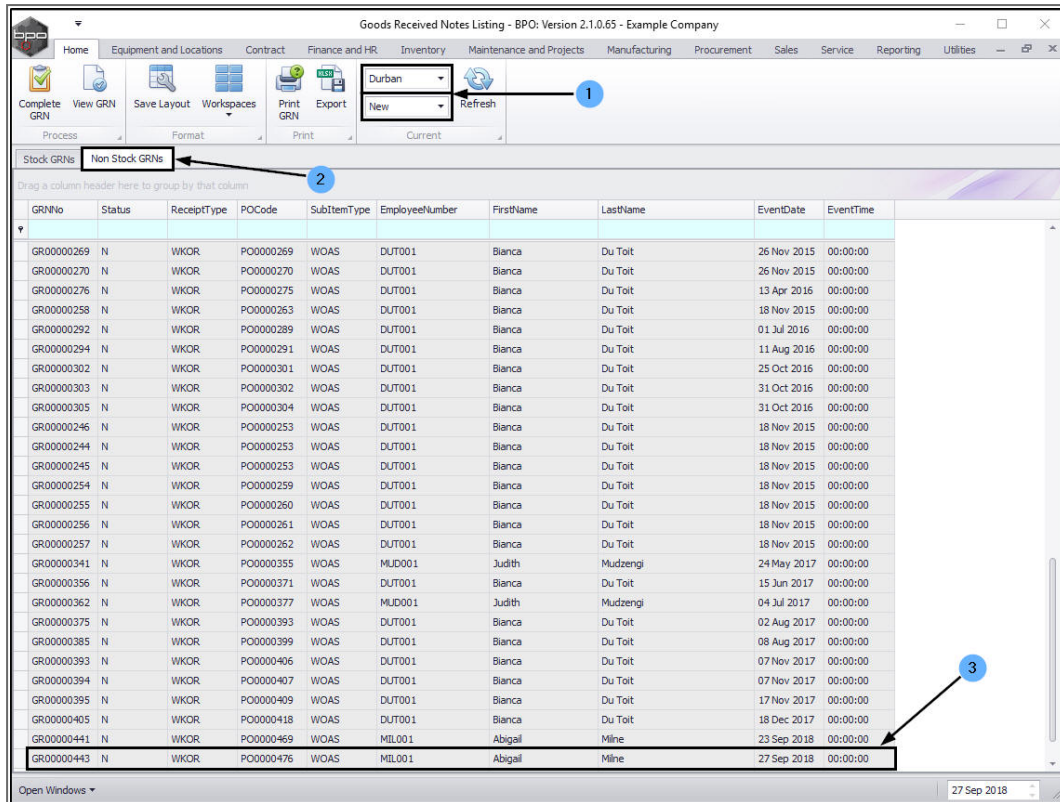 Goods Received Notes Listing - BPO: Version 2.1.0.65 - Example Company
bpo
Home Equipment and Locations Contract Finance and HR Inventory Maintenance and Projects Manufacturing Procurement Sales Service Reporting Utilities
Durban
New
1
Complete GRN View GRN Save Layout Workspaces Print GRN XLSX Export Refresh
Process Format Print Current
Stock GRNs Non Stock GRNs
2
Drag a column header here to group by that column
GRNNo Status ReceiptType POCode SubItemType EmployeeNumber FirstName LastName EventDate EventTime
GR00000269 N WKOR PO0000269 WOAS DUT001 Bianca Du Toit 26 Nov 2015 00:00:00
GR00000270 N WKOR PO0000270 WOAS DUT001 Bianca Du Toit 26 Nov 2015 00:00:00
GR00000276 N WKOR PO0000275 WOAS DUT001 Bianca Du Toit 13 Apr 2016 00:00:00
GR00000258 N WKOR PO0000263 WOAS DUT001 Bianca Du Toit 18 Nov 2015 00:00:00
GR00000292 N WKOR PO0000289 WOAS DUT001 Bianca Du Toit 01 Jul 2016 00:00:00
GR00000294 N WKOR PO0000291 WOAS DUT001 Bianca Du Toit 11 Aug 2016 00:00:00
GR00000302 N WKOR PO0000301 WOAS DUT001 Bianca Du Toit 25 Oct 2016 00:00:00
GR00000303 N WKOR PO0000302 WOAS DUT001 Bianca Du Toit 31 Oct 2016 00:00:00
GR00000305 N WKOR PO0000304 WOAS DUT001 Bianca Du Toit 31 Oct 2016 00:00:00
GR00000246 N WKOR PO0000253 WOAS DUT001 Bianca Du Toit 18 Nov 2015 00:00:00
GR00000244 N WKOR PO0000253 WOAS DUT001 Bianca Du Toit 18 Nov 2015 00:00:00
GR00000245 N WKOR PO0000253 WOAS DUT001 Bianca Du Toit 18 Nov 2015 00:00:00
GR00000254 N WKOR PO0000259 WOAS DUT001 Bianca Du Toit 18 Nov 2015 00:00:00
GR00000255 N WKOR PO0000260 WOAS DUT001 Bianca Du Toit 18 Nov 2015 00:00:00
GR00000256 N WKOR PO0000261 WOAS DUT001 Bianca Du Toit 18 Nov 2015 00:00:00
GR00000257 N WKOR PO0000262 WOAS DUT001 Bianca Du Toit 18 Nov 2015 00:00:00
GR00000341 N WKOR PO0000355 WOAS MUD001 Judith Mudzengi 24 May 2017 00:00:00
GR00000356 N WKOR PO0000371 WOAS DUT001 Bianca Du Toit 15 Jun 2017 00:00:00
GR00000362 N WKOR PO0000377 WOAS MUD001 Judith Mudzengi 04 Jul 2017 00:00:00
GR00000375 N WKOR PO0000393 WOAS DUT001 Bianca Du Toit 02 Aug 2017 00:00:00
GR00000385 N WKOR PO0000399 WOAS DUT001 Bianca Du Toit 08 Aug 2017 00:00:00
GR00000393 N WKOR PO0000406 WOAS DUT001 Bianca Du Toit 07 Nov 2017 00:00:00
GR00000394 N WKOR PO0000407 WOAS DUT001 Bianca Du Toit 07 Nov 2017 00:00:00
3
GR00000395 N WKOR PO0000409 WOAS DUT001 Bianca Du Toit 17 Nov 2017 00:00:00
GR00000405 N WKOR PO0000418 WOAS DUT001 Bianca Du Toit 18 Dec 2017 00:00:00
GR00000441 N WKOR PO0000469 WOAS MIL001 Abigail Milne 23 Sep 2018 00:00:00
GR00000443 N WKOR PO0000476 WOAS MIL001 Abigail Milne 27 Sep 2018 00:00:00
Open Windows 27 Sep 2018